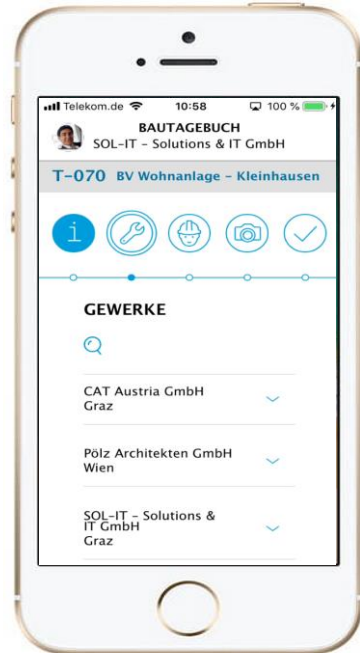 Telekom.de 10:58 100 %
BAUTAGEBUCH
SOL-IT - Solutions & IT GmbH
T-070 BV Wohnanlage - Kleinhausen
i
GEWERKE
CAT Austria GmbH
Graz
Pölz Architekten GmbH
Wien
SOL-IT - Solutions &
IT GmbH
Graz